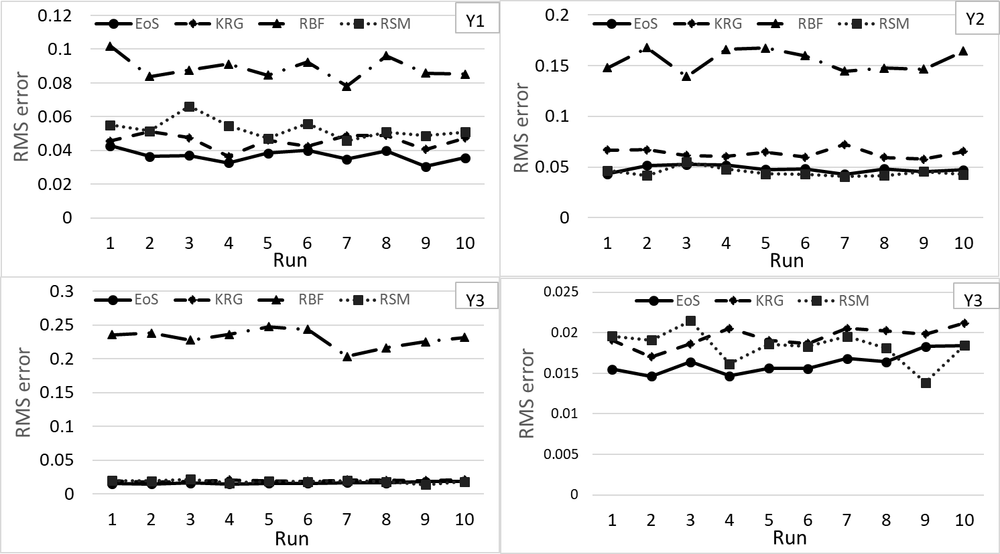 0.12
EoS KRG RBF RSM
Y1
0.1
0.08
0.06
0.04
0.02
0
RMS error
1 2 3 4 5 6 7 8 9 10
Run
0.2
EoS KRG RBF RSM
Y2
0.15
0.1
0.05
0
RMS error
1 2 3 4 5 6 7 8 9 10
Run
0.3
EoS KRG RBF RSM
Y3
0.25
0.2
0.15
0.1
0.05
0
RMS error
1 2 3 4 5 6 7 8 9 10
Run
0.025
EoS KRG RSM
Y3
0.02
0.015
0.01
0.005
0
RMS error
1 2 3 4 5 6 7 8 9 10
Run